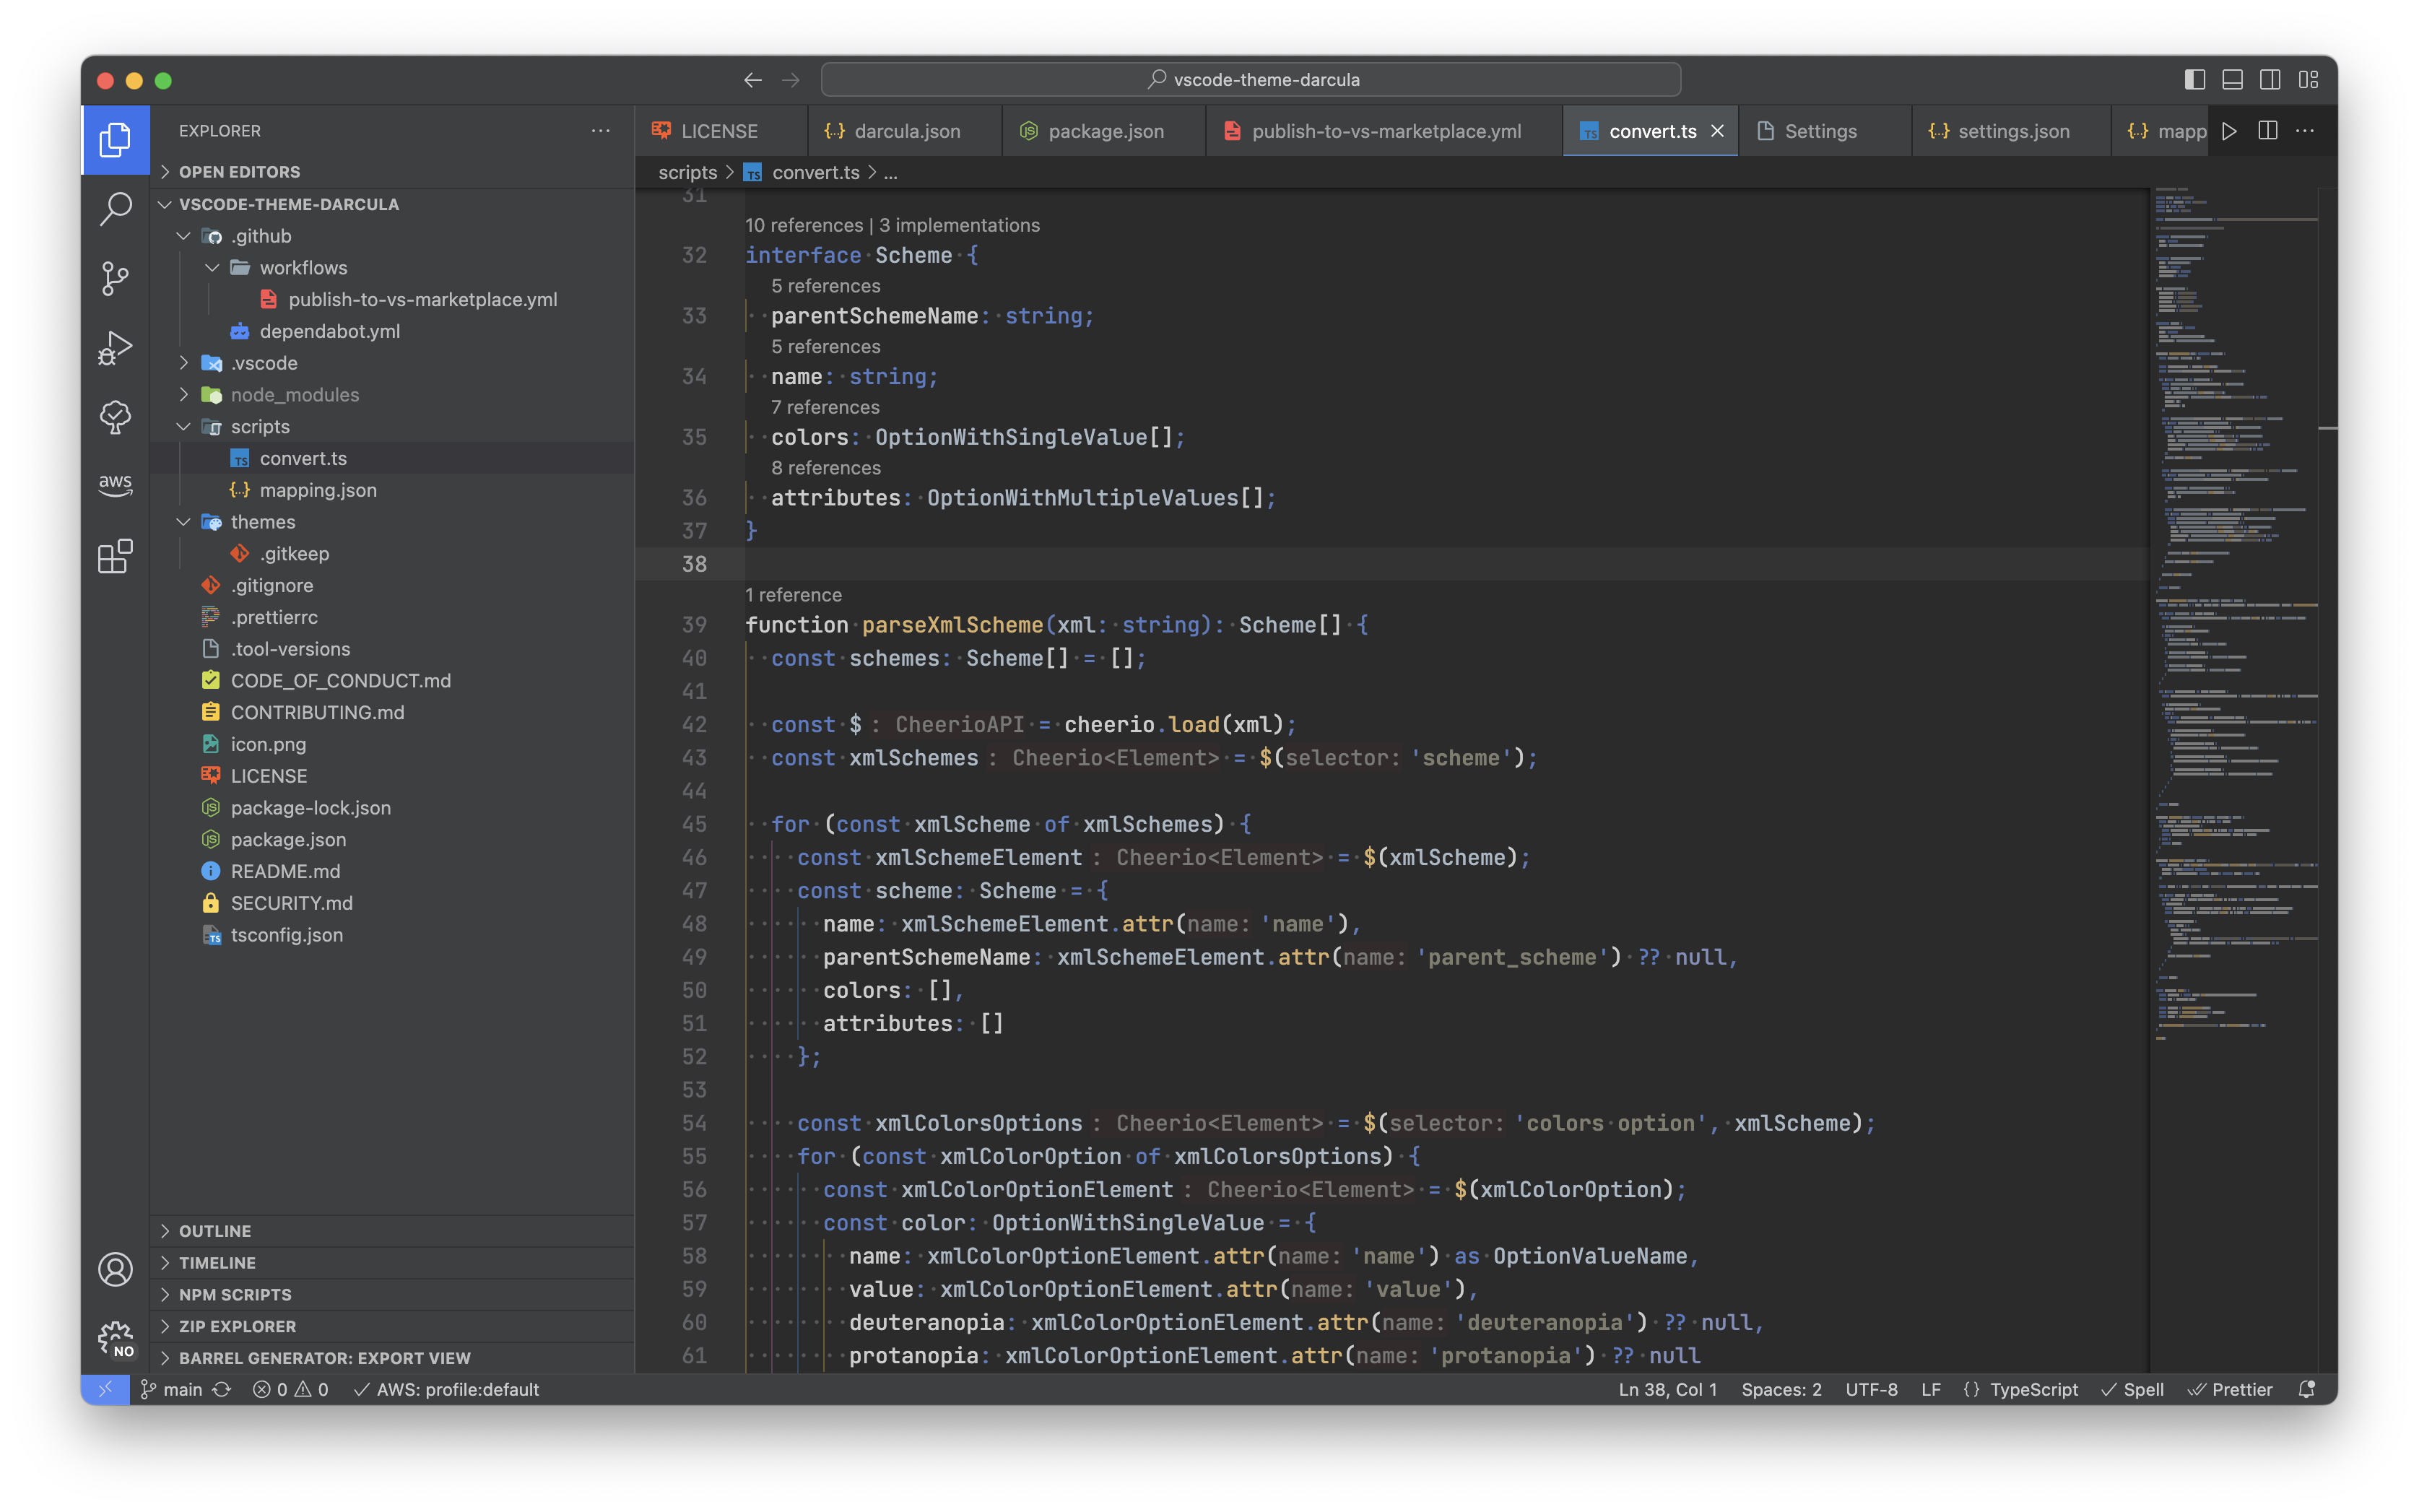 vscode-theme-darcula
EXPLORER
OPEN EDITORS
VSCODE-THEME-DARCULA
.github
workflows
publish-to-vs-marketplace.yml
dependabot.yml
.vscode
node_modules
scripts
convert.ts
mapping.json
themes
.gitkeep
.gitignore
.prettierrc
.tool-versions
CODE_OF_CONDUCT.md
CONTRIBUTING.md
icon.png
LICENSE
package-lock.json
package.json
README.md
SECURITY.md
tsconfig.json
OUTLINE
TIMELINE
NPM SCRIPTS
ZIP EXPLORER
BARREL GENERATOR: EXPORT VIEW
aws
NO
LICENSE darcula.json package.json publish-to-vs-marketplace.yml convert.ts Settings settings.json mapp
scripts > convert.ts > ...
31
10 references | 3 implementations
32 interface Scheme {
5 references
33 parentSchemeName: string;
5 references
34 name: string;
7 references
35 colors: OptionWithSingleValue[];
8 references
36 attributes: OptionWithMultipleValues[];
37 }
38
1 reference
39 function parseXmlScheme(xml: string): Scheme[] {
40 const schemes: Scheme[] = [];
41
42 const $ : CheerioAPI = cheerio.load(xml);
43 const xmlSchemes : Cheerio<Element> = $(selector: 'scheme');
44
45 for (const xmlScheme of xmlSchemes) {
46 const xmlSchemeElement : Cheerio<Element> = $(xmlScheme);
47 const scheme: Scheme = {
48 name: xmlSchemeElement.attr(name: 'name'),
49 parentSchemeName: xmlSchemeElement.attr(name: 'parent_scheme') ?? null,
50 colors: [],
51 attributes: []
52 };
53
54 const xmlColorsOptions : Cheerio<Element> = $(selector: 'colors option', xmlScheme);
55 for (const xmlColorOption of xmlColorsOptions) {
56 const xmlColorOptionElement : Cheerio<Element> = $(xmlColorOption);
57 const color: OptionWithSingleValue = {
58 name: xmlColorOptionElement.attr(name: 'name') as OptionValueName,
59 value: xmlColorOptionElement.attr(name: 'value'),
60 deuteranopia: xmlColorOptionElement.attr(name: 'deuteranopia') ?? null,
61 protanopia: xmlColorOptionElement.attr(name: 'protanopia') ?? null
main 0 0 AWS: profile:default Ln 38, Col 1 Spaces: 2 UTF-8 LF {} TypeScript Spell Prettier